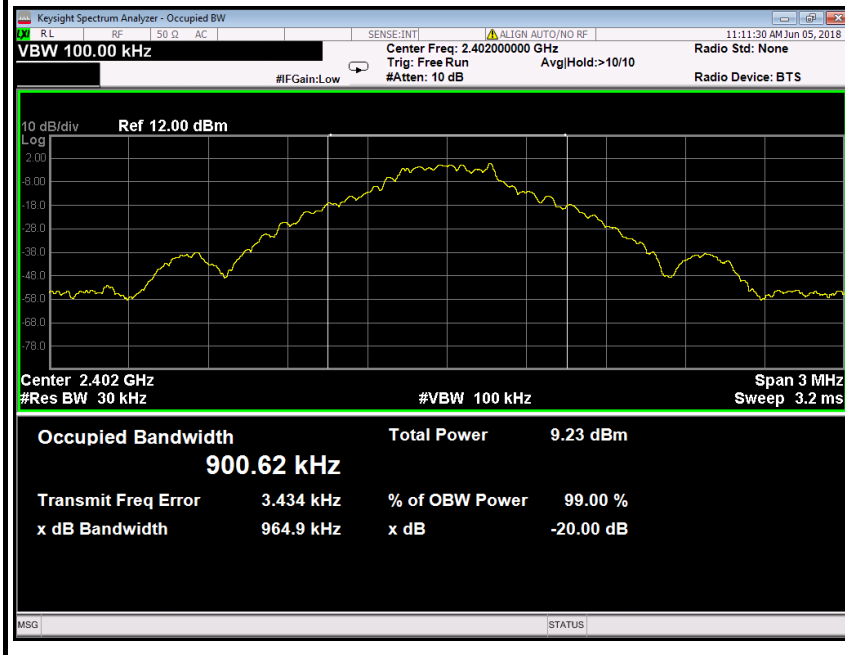 Keysight Spectrum Analyzer - Occupied BW
LXI RL RF 50 Ω AC SENSE:INT ALIGN AUTO/NO RF 11:11:30 AM Jun 05, 2018
VBW 100.00 kHz
Center Freq: 2.402000000 GHz Radio Std: None
Trig: Free Run Avg|Hold:>10/10
#IFGain:Low #Atten: 10 dB Radio Device: BTS
10 dB/div Ref 12.00 dBm
Log
2.00
-8.00
-18.0
-28.0
-38.0
-48.0
-58.0
-68.0
-78.0
Center 2.402 GHz Span 3 MHz
#Res BW 30 kHz #VBW 100 kHz Sweep 3.2 ms
Occupied Bandwidth Total Power 9.23 dBm
900.62 kHz
Transmit Freq Error 3.434 kHz % of OBW Power 99.00 %
x dB Bandwidth 964.9 kHz x dB -20.00 dB
MSG STATUS